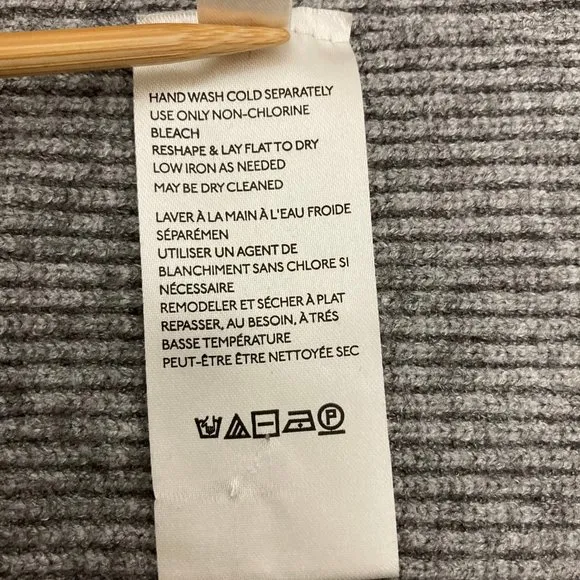 HAND WASH COLD SEPARATELY
USE ONLY NON-CHLORINE
BLEACH
RESHAPE & LAY FLAT TO DRY
LOW IRON AS NEEDED
MAY BE DRY CLEANED
LAVER À LA MAIN À L'EAU FROIDE
SÉPARÉMEN
UTILISER UN AGENT DE
BLANCHIMENT SANS CHLORE SI
NÉCESSAIRE
REMODELER ET SÉCHER À PLAT
REPASSER, AU BESOIN, À TRÉS
BASSE TEMPÉRATURE
PEUT-ÊTRE ÊTRE NETTOYÉE SEC
P